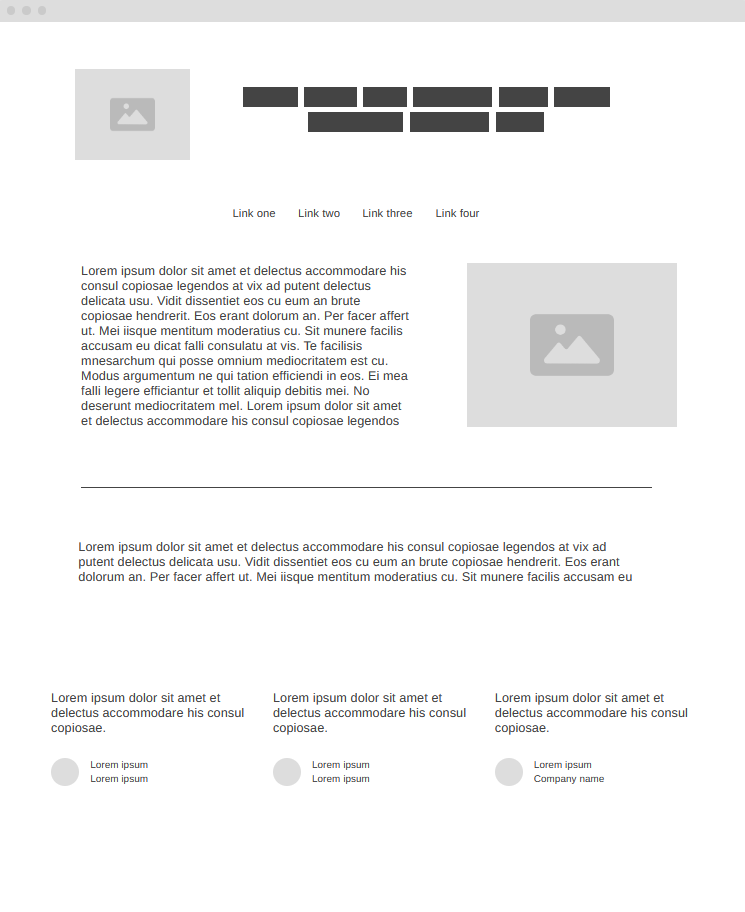 Link one Link two Link three Link four
Lorem ipsum dolor sit amet et delectus accommodare his
consul copiosae legendos at vix ad putent delectus
delicata usu. Vidit dissentiet eos cu eum an brute
copiosae hendrerit. Eos erant dolorum an. Per facer affert
ut. Mei iisque mentitum moderatius cu. Sit munere facilis
accusam eu dicat falli consulatu at vis. Te facilisis
mnesarchum qui posse omnium mediocritatem est cu.
Modus argumentum ne qui tation efficiendi in eos. Ei mea
falli legere efficiantur et tollit aliquip debitis mei. No
deserunt mediocritatem mel. Lorem ipsum dolor sit amet
et delectus accommodare his consul copiosae legendos
Lorem ipsum dolor sit amet et delectus accommodare his consul copiosae legendos at vix ad
putent delectus delicata usu. Vidit dissentiet eos cu eum an brute copiosae hendrerit. Eos erant
dolorum an. Per facer affert ut. Mei iisque mentitum moderatius cu. Sit munere facilis accusam eu
Lorem ipsum dolor sit amet et
delectus accommodare his consul
copiosae.
Lorem ipsum
Lorem ipsum
Lorem ipsum dolor sit amet et
delectus accommodare his consul
copiosae.
Lorem ipsum
Lorem ipsum
Lorem ipsum dolor sit amet et
delectus accommodare his consul
copiosae.
Lorem ipsum
Company name